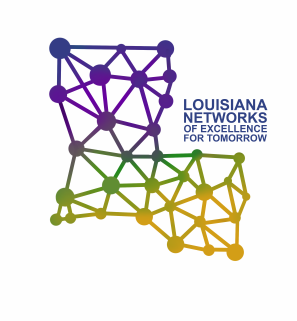 LOUISIANA
NETWORKS
OF EXCELLENCE
FOR TOMORROW